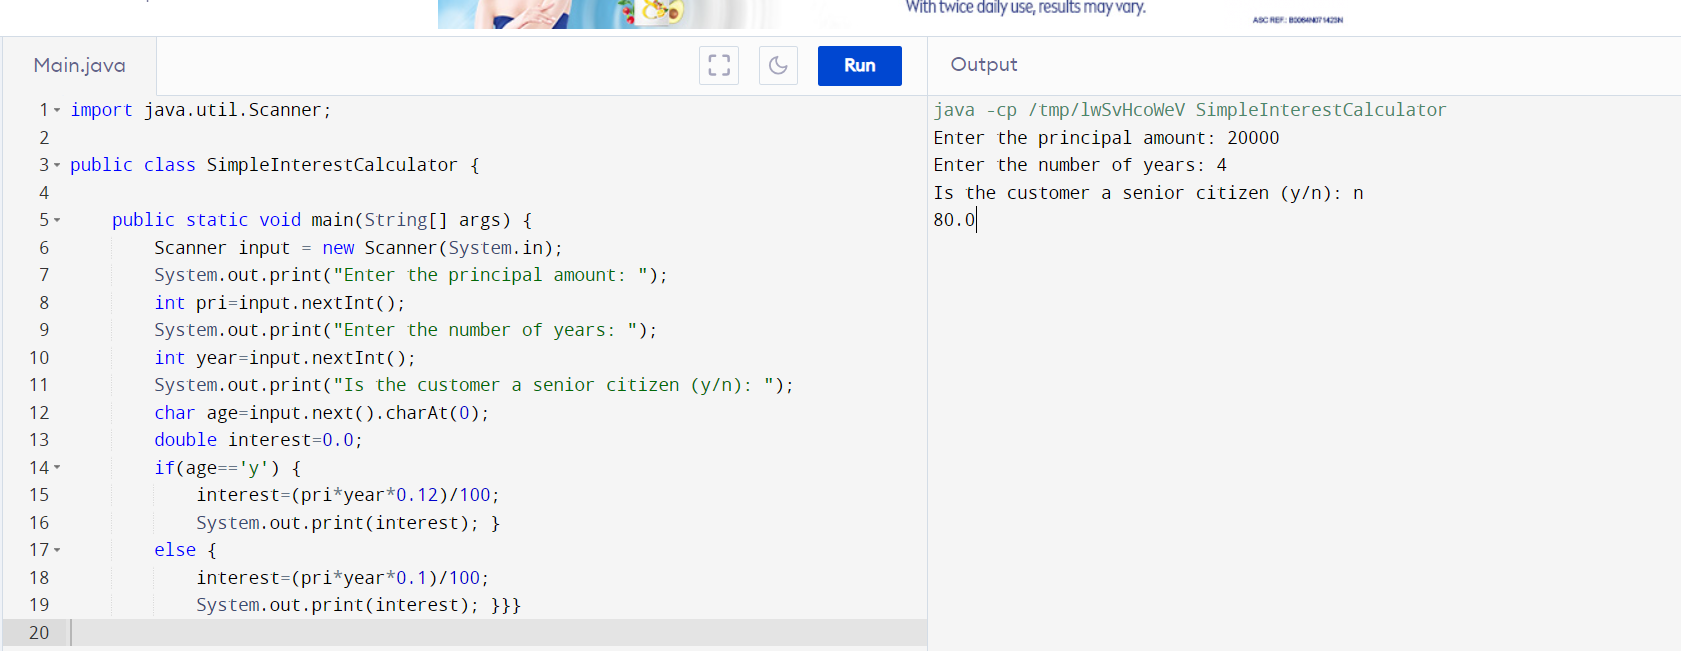 With twice daily use, results may vary.
ASC REF.: B0064N071423N
Main.java
Run
Output
1 import java.util.Scanner;
2
3 public class SimpleInterestCalculator {
4
5 public static void main(String[] args) {
6 Scanner input = new Scanner(System.in);
7 System.out.print("Enter the principal amount: ");
8 int pri=input.nextInt();
9 System.out.print("Enter the number of years: ");
10 int year=input.nextInt();
11 System.out.print("Is the customer a senior citizen (y/n): ");
12 char age=input.next().charAt(0);
13 double interest=0.0;
14 if(age=='y') {
15 interest=(pri*year*0.12)/100;
16 System.out.print(interest); }
17 else {
18 interest=(pri*year*0.1)/100;
19 System.out.print(interest); }}}
20
java -cp /tmp/lwSvHcoWeV SimpleInterestCalculator
Enter the principal amount: 20000
Enter the number of years: 4
Is the customer a senior citizen (y/n): n
80.0